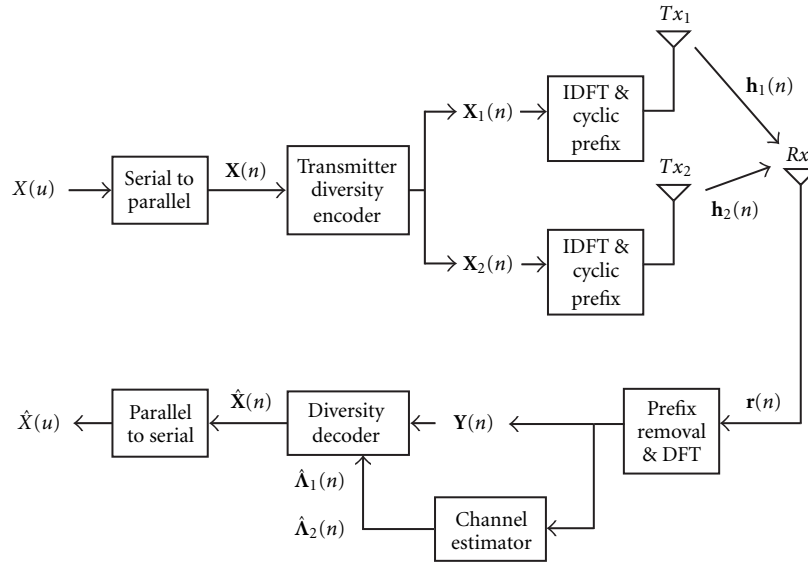 Tx₁
IDFT &
cyclic
prefix
h₁(n)
X₁(n)
Rx
Serial to
parallel
X(n)
Transmitter
diversity
encoder
X(u)
Tx₂
h₂(n)
X₂(n)
IDFT &
cyclic
prefix
X̂(u)
Parallel
to serial
X̂(n)
Diversity
decoder
Y(n)
Prefix
removal
& DFT
r(n)
Λ̂₁(n)
Λ̂₂(n)
Channel
estimator